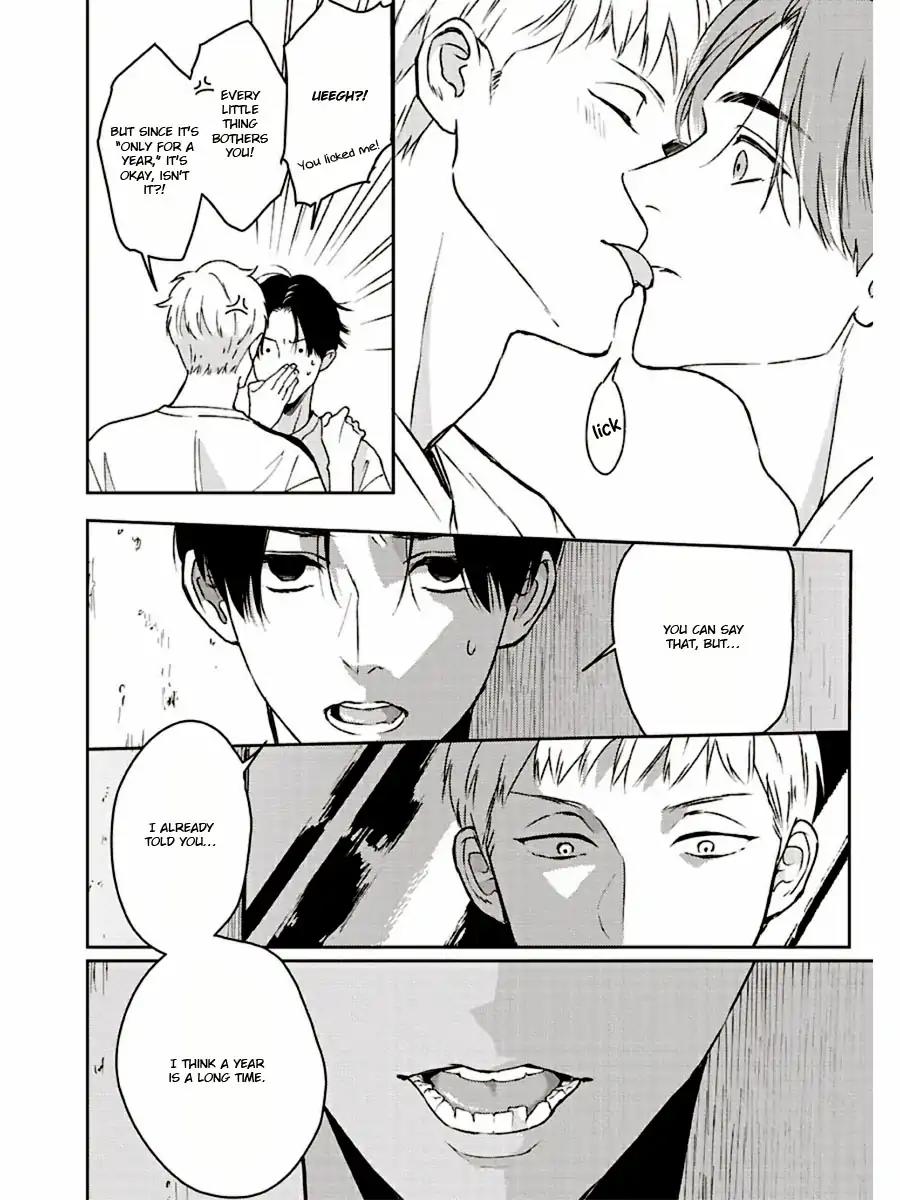 lick
UEEGH?!
You licked me!
EVERY
LITTLE
THING
BOTHERS
YOU!
BUT SINCE IT'S
"ONLY FOR A
YEAR," IT'S
OKAY, ISN'T
IT?!
YOU CAN SAY
THAT, BUT...
I ALREADY
TOLD YOU...
I THINK A YEAR
IS A LONG TIME.